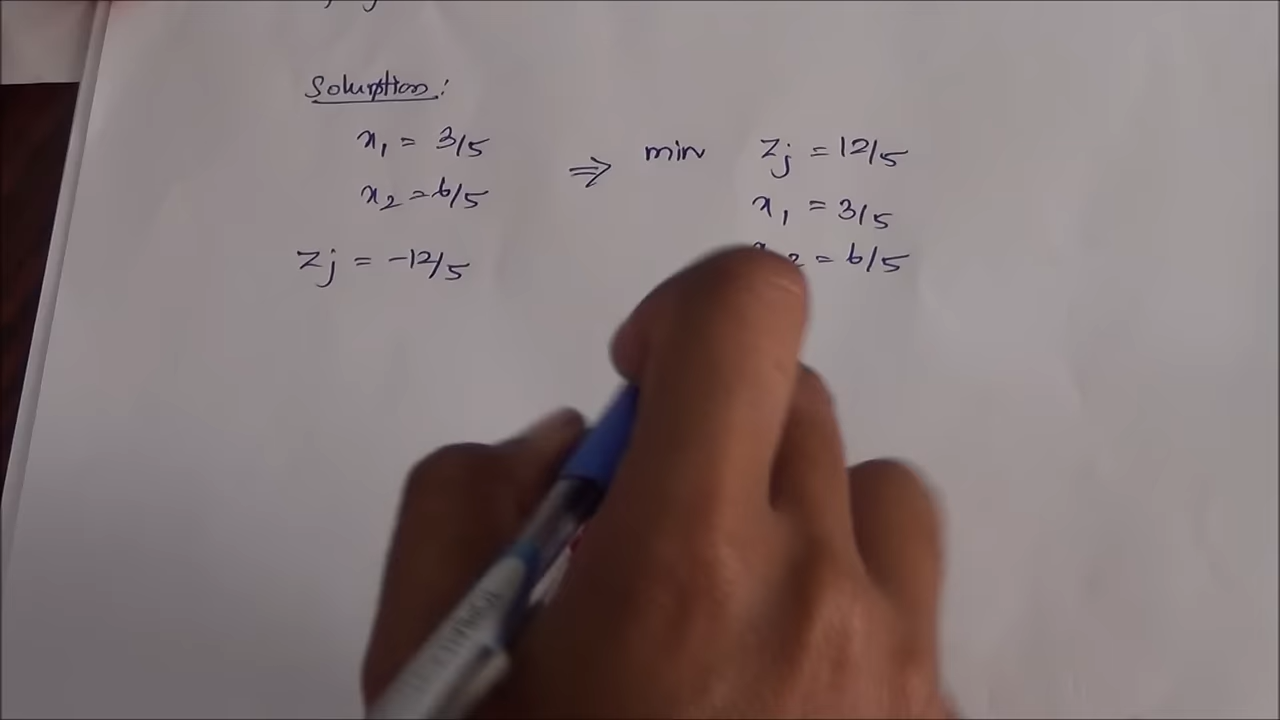 Solution:
x₁ = 3/5
x₂ = 6/5
Zj = -12/5
⇒ min Zj = 12/5
x₁ = 3/5
x₂ = 6/5